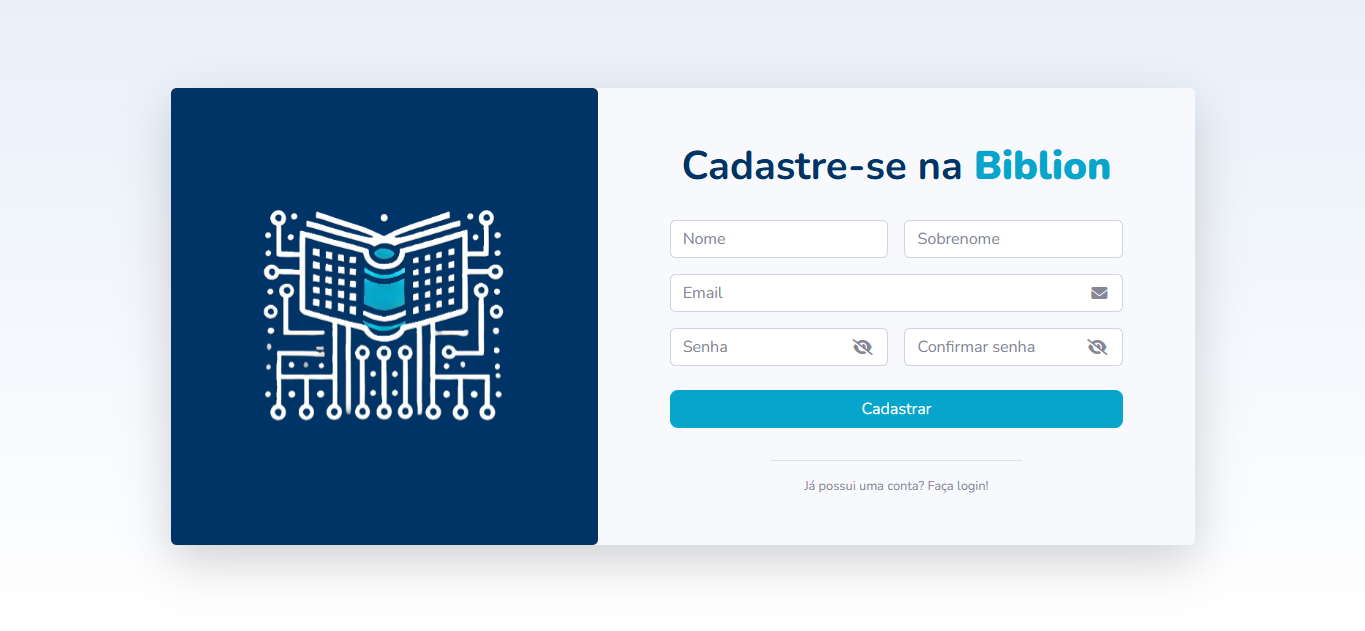 Cadastre-se na Biblion
Nome Sobrenome
Email
Senha Confirmar senha
Cadastrar
Já possui uma conta? Faça login!